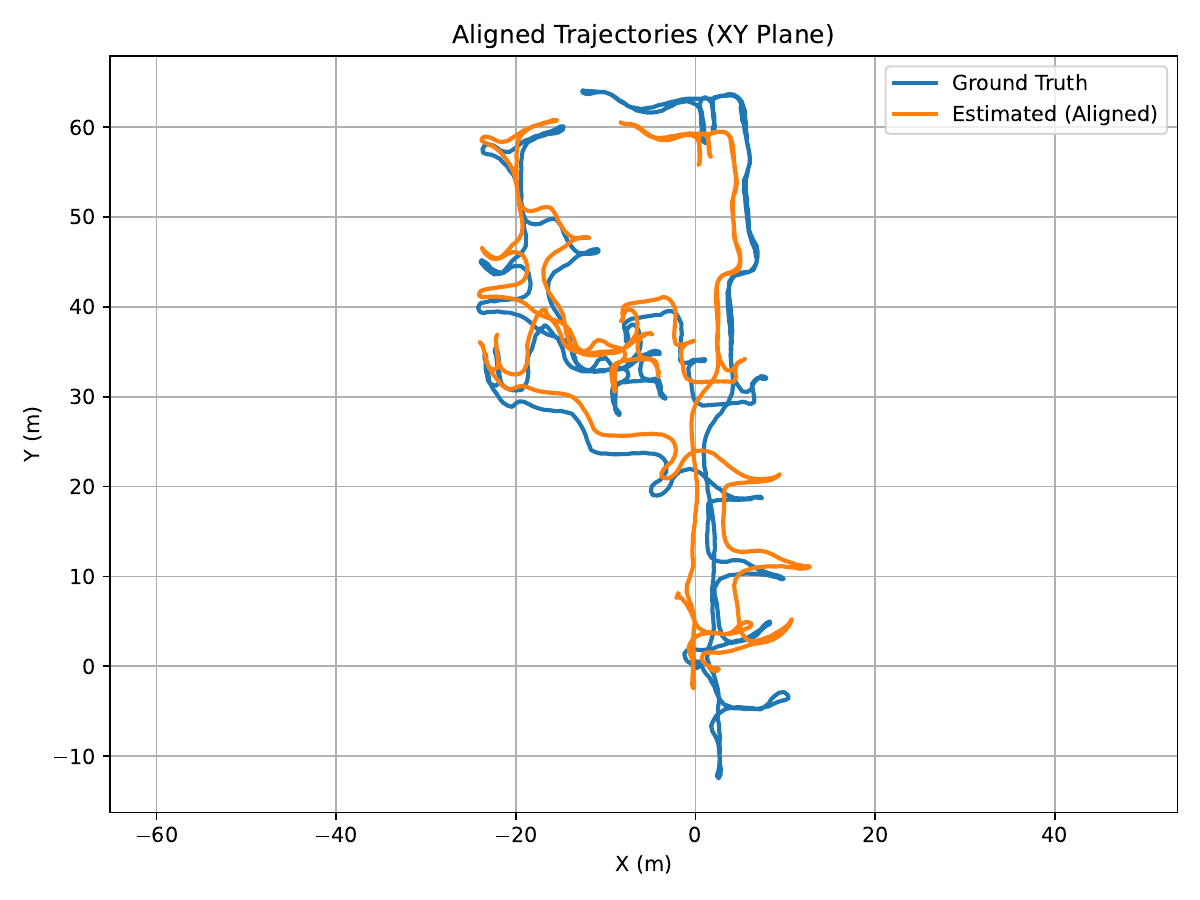 Aligned Trajectories (XY Plane)
Ground Truth
Estimated (Aligned)
60
50
40
30
20
10
0
−10
Y (m)
−60
−40
−20
0
20
40
X (m)